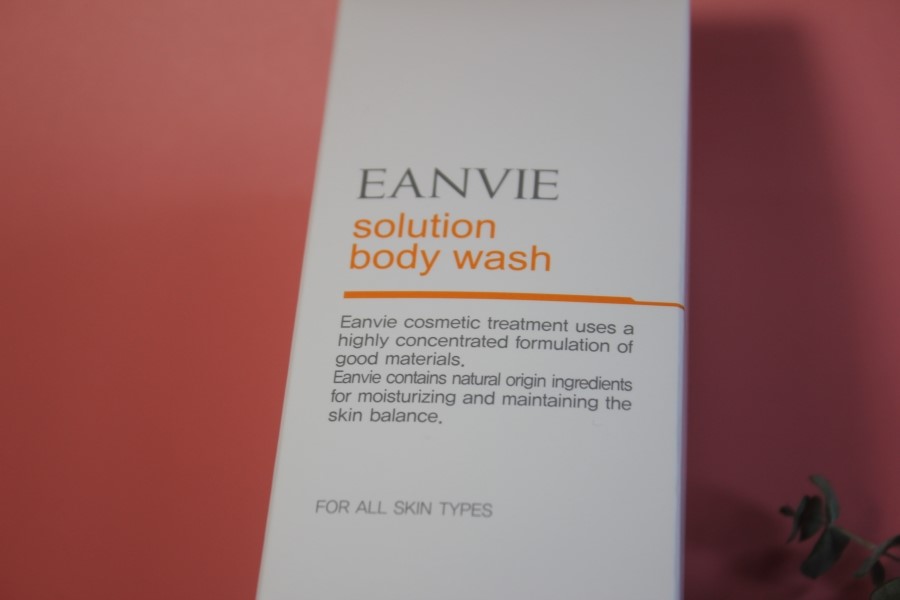 EANVIE
solution
body wash
Eanvie cosmetic treatment uses a
highly concentrated formulation of
good materials.
Eanvie contains natural origin ingredients
for moisturizing and maintaining the
skin balance.
FOR ALL SKIN TYPES